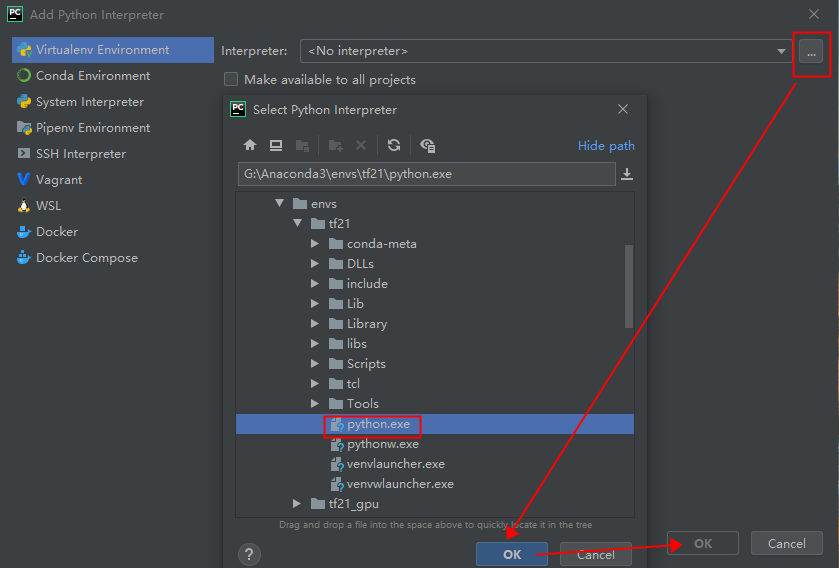 PC Add Python Interpreter
Virtualenv Environment
Conda Environment
System Interpreter
Pipenv Environment
SSH Interpreter
Vagrant
WSL
Docker
Docker Compose
Interpreter: <No interpreter> ...
Make available to all projects
PC Select Python Interpreter
Hide path
G:\Anaconda3\envs\tf21\python.exe
envs
tf21
conda-meta
DLLs
include
Lib
Library
libs
Scripts
tcl
Tools
python.exe
pythonw.exe
venvlauncher.exe
venvwlauncher.exe
tf21_gpu
Drag and drop a file into the space above to quickly locate it in the tree
? OK Cancel
OK Cancel